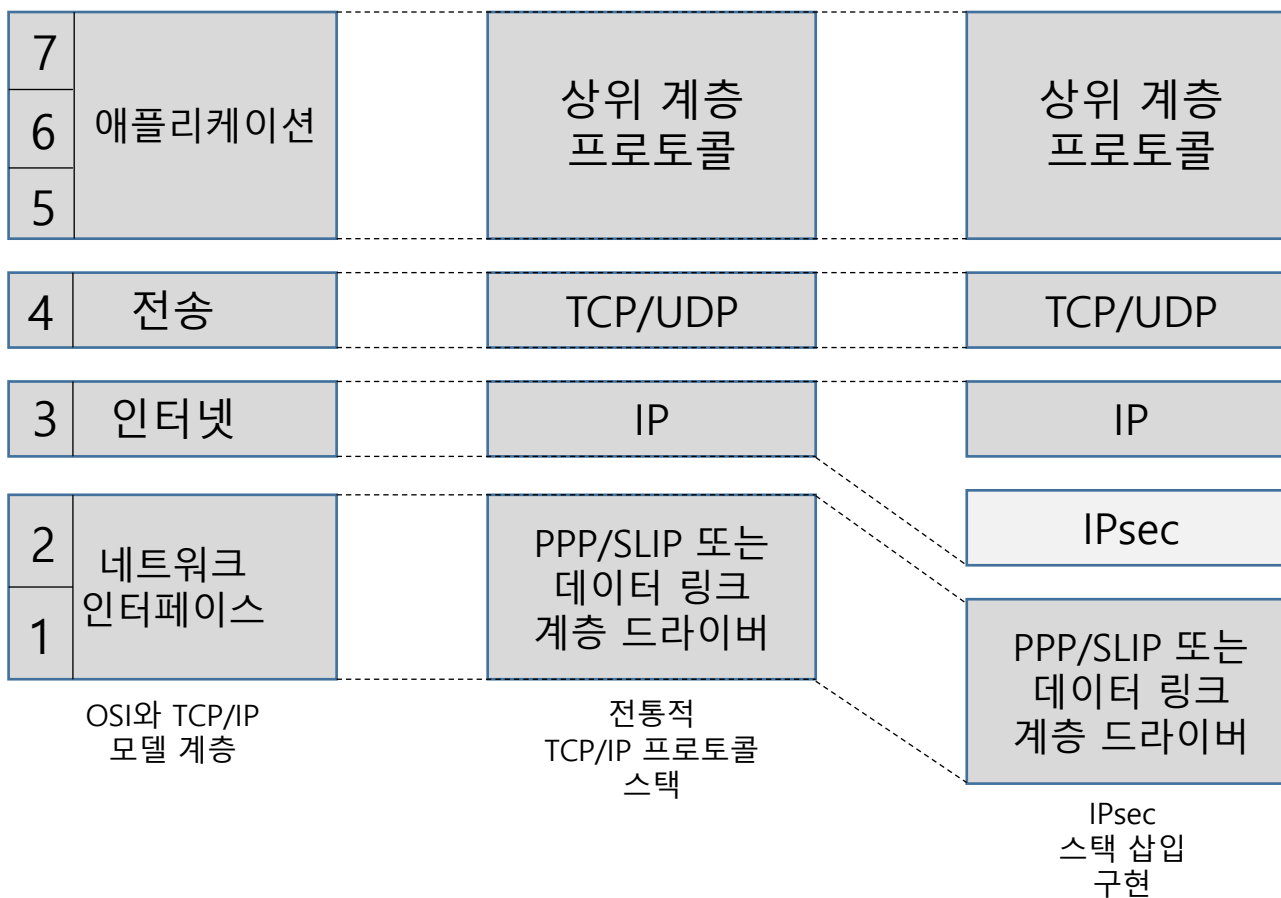 7
6
5
애플리케이션
상위 계층
프로토콜
상위 계층
프로토콜
4
전송
TCP/UDP
TCP/UDP
3
인터넷
IP
IP
IPsec
2
1
네트워크
인터페이스
PPP/SLIP 또는
데이터 링크
계층 드라이버
PPP/SLIP 또는
데이터 링크
계층 드라이버
OSI와 TCP/IP
모델 계층
전통적
TCP/IP 프로토콜
스택
IPsec
스택 삽입
구현